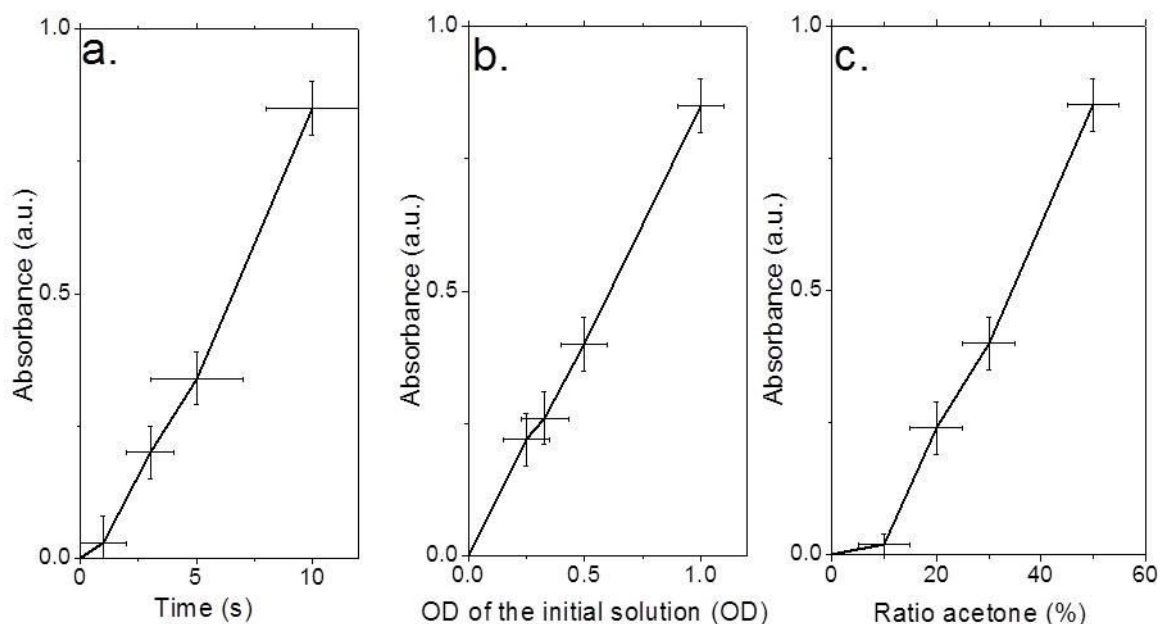 a.
1.0
0.5
0.0
Absorbance (a.u.)
0 5 10
Time (s)
b.
1.0
0.5
0.0
Absorbance (a.u.)
0.0 0.5 1.0
OD of the initial solution (OD)
c.
1.0
0.5
0.0
Absorbance (a.u.)
0 20 40 60
Ratio acetone (%)